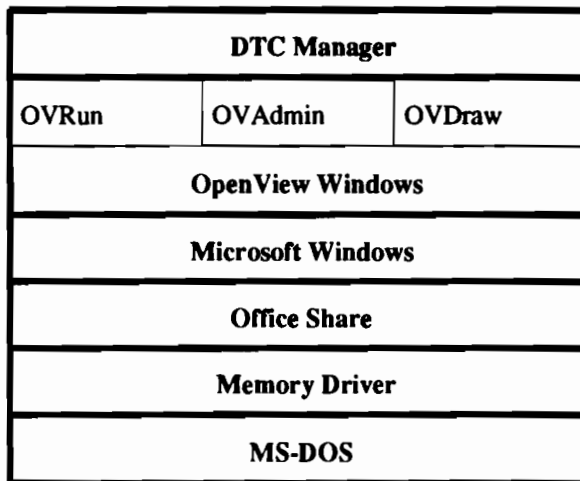 DTC Manager
OVRun OVAdmin OVDraw
OpenView Windows
Microsoft Windows
Office Share
Memory Driver
MS-DOS